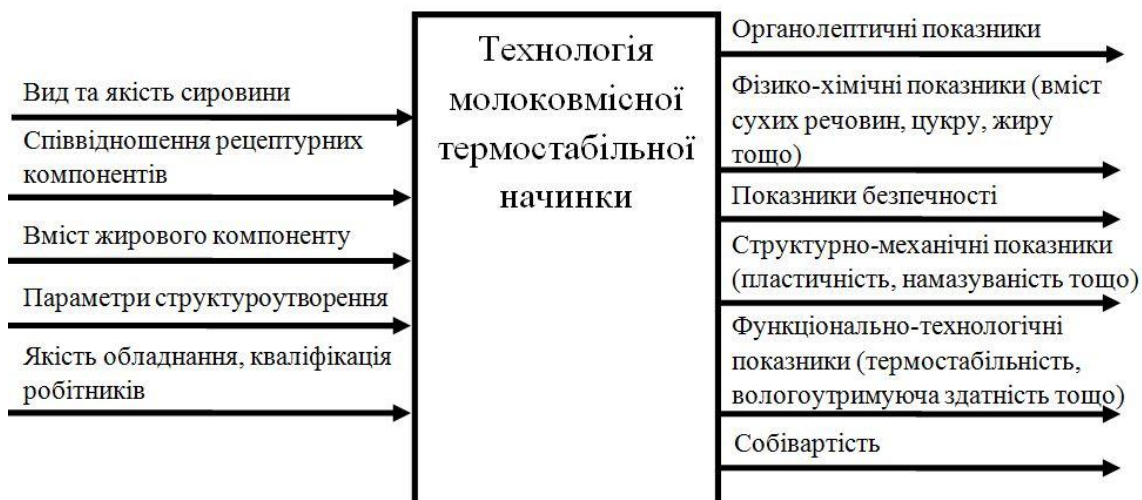 Вид та якість сировини
Співвідношення рецептурних
компонентів
Вміст жирового компоненту
Параметри структуроутворення
Якість обладнання, кваліфікація
робітників
Технологія
молоковмісної
термостабільної
начинки
Органолептичні показники
Фізико-хімічні показники (вміст
сухих речовин, цукру, жиру
тощо)
Показники безпечності
Структурно-механічні показники
(пластичність, намазуваність тощо)
Функціонально-технологічні
показники (термостабільність,
вологоутримуюча здатність тощо)
Собівартість